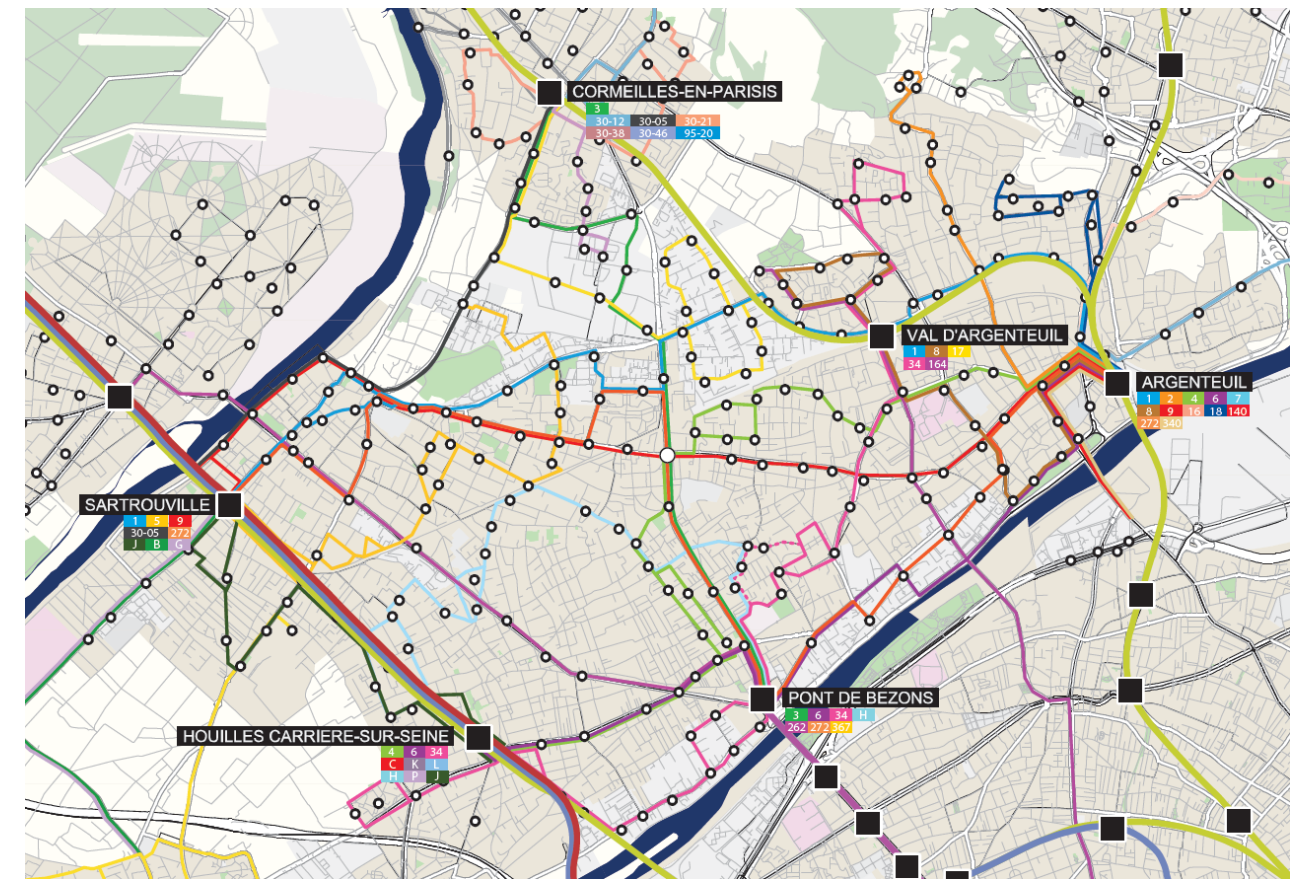 CORMEILLES-EN-PARISIS
3
30-12 30-05 30-21
30-38 30-46 95-20
VAL D'ARGENTEUIL
1 8 17
34 164
ARGENTEUIL
1 2 4 6 7
8 9 16 18 140
272 340
SARTROUVILLE
1 5 9
30-05 272
J B G
PONT DE BEZONS
3 6 34 H
262 272 367
HOUILLES CARRIERE-SUR-SEINE
4 6 34
C K L
H P J